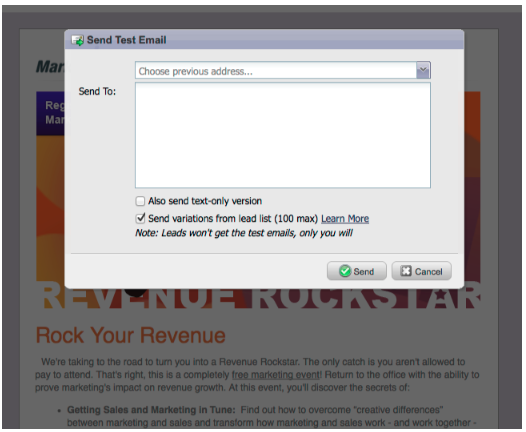 Send Test Email
Mar
Choose previous address...
Send To:
Reg
Mar
Also send text-only version
Send variations from lead list (100 max) Learn More
Note: Leads won't get the test emails, only you will
Send
Cancel
REVENUE ROCKSTAR
Rock Your Revenue
We're taking to the road to turn you into a Revenue Rockstar. The only catch is you aren't allowed to
pay to attend. That's right, this is a completely free marketing event! Return to the office with the ability to
prove marketing's impact on revenue growth. At this event, you'll discover the secrets of:
• Getting Sales and Marketing in Tune: Find out how to overcome "creative differences"
between marketing and sales and transform how marketing and sales work - and work together -